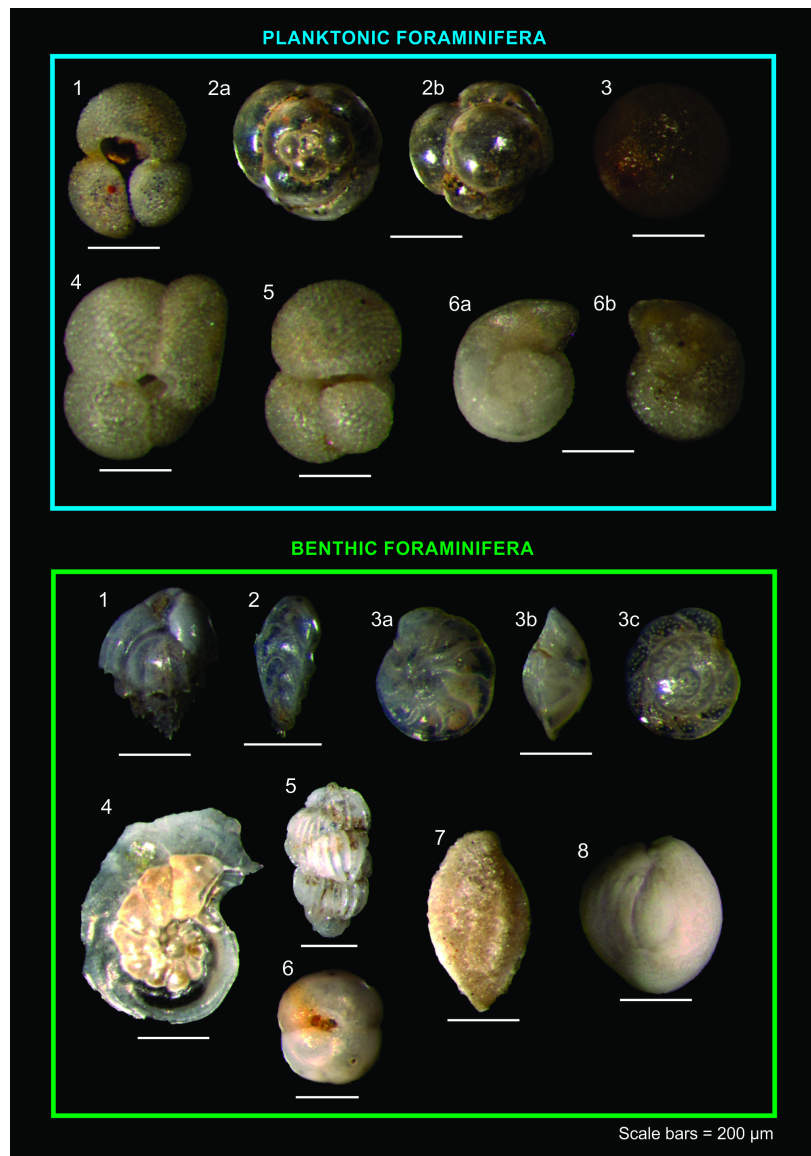 PLANKTONIC FORAMINIFERA
1
2a
2b
3
4
5
6a
6b
BENTHIC FORAMINIFERA
1
2
3a
3b
3c
4
5
6
7
8
Scale bars = 200 µm